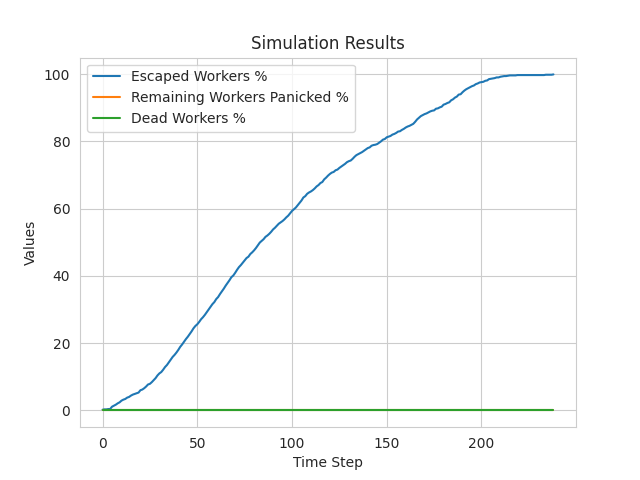 Simulation Results
Escaped Workers %
Remaining Workers Panicked %
Dead Workers %
Values
100
80
60
40
20
0
0 50 100 150 200
Time Step